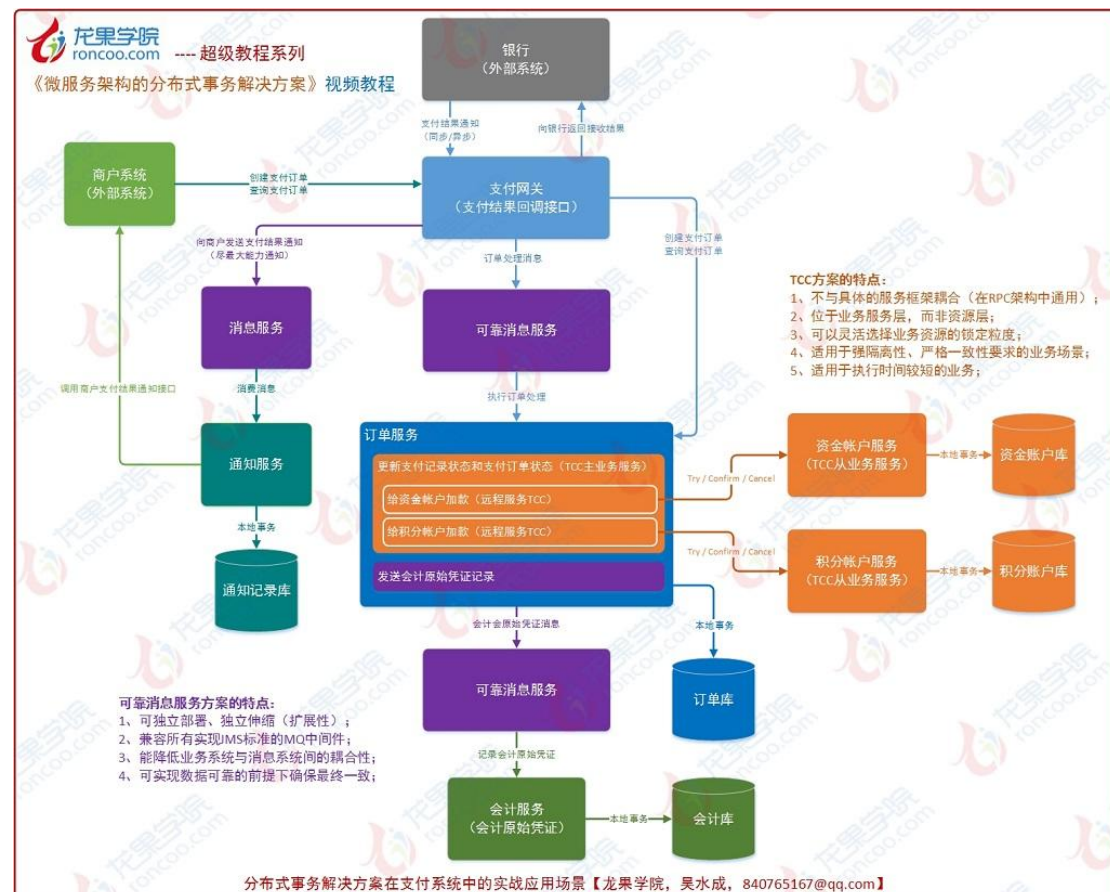 龙果学院
roncoo.com
---- 超级教程系列
《微服务架构的分布式事务解决方案》视频教程
银行
(外部系统)
支付结果通知
(同步/异步)
向银行返回接收结果
商户系统
(外部系统)
创建支付订单
查询支付订单
支付网关
(支付结果回调接口)
向商户发送支付结果通知
(尽最大能力通知)
订单处理消息
创建支付订单
查询支付订单
消息服务
可靠消息服务
TCC方案的特点:
1、不与具体的服务框架耦合(在RPC架构中通用);
2、位于业务服务层,而非资源层;
3、可以灵活选择业务资源的锁定粒度;
4、适用于强隔离性、严格一致性要求的业务场景;
5、适用于执行时间较短的业务;
调用商户支付结果通知接口
消费消息
执行订单处理
通知服务
订单服务
更新支付记录状态和支付订单状态(TCC主业务服务)
给资金帐户加款(远程服务TCC)
给积分帐户加款(远程服务TCC)
发送会计原始凭证记录
Try / Confirm / Cancel
资金帐户服务
(TCC从业务服务)
本地事务
资金账户库
Try / Confirm / Cancel
积分帐户服务
(TCC从业务服务)
本地事务
积分账户库
本地事务
通知记录库
会计会原始凭证消息
本地事务
可靠消息服务
订单库
可靠消息服务方案的特点:
1、可独立部署、独立伸缩(扩展性);
2、兼容所有实现JMS标准的MQ中间件;
3、能降低业务系统与消息系统间的耦合性;
4、可实现数据可靠的前提下确保最终一致;
记录会计原始凭证
会计服务
(会计原始凭证)
本地事务
会计库
分布式事务解决方案在支付系统中的实战应用场景【龙果学院,吴水成,840765167@qq.com】